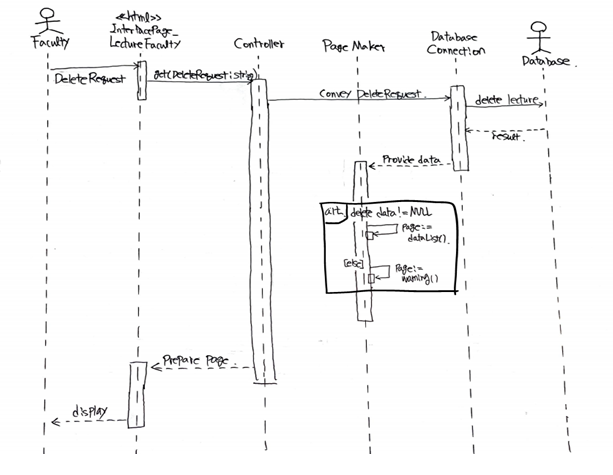 Faculty
<<html>>
InterfacePage_
LectureFaculty
Controller
Page Maker
Database
Connection
Database
DeleteRequest
get(DeleteRequest:string)
Convey DeleteRequest.
delete lecture
result.
Provide data
alt.
delete data != NULL
Page:=
dataList().
[else]
Page:=
warning()
Prepare Page.
display